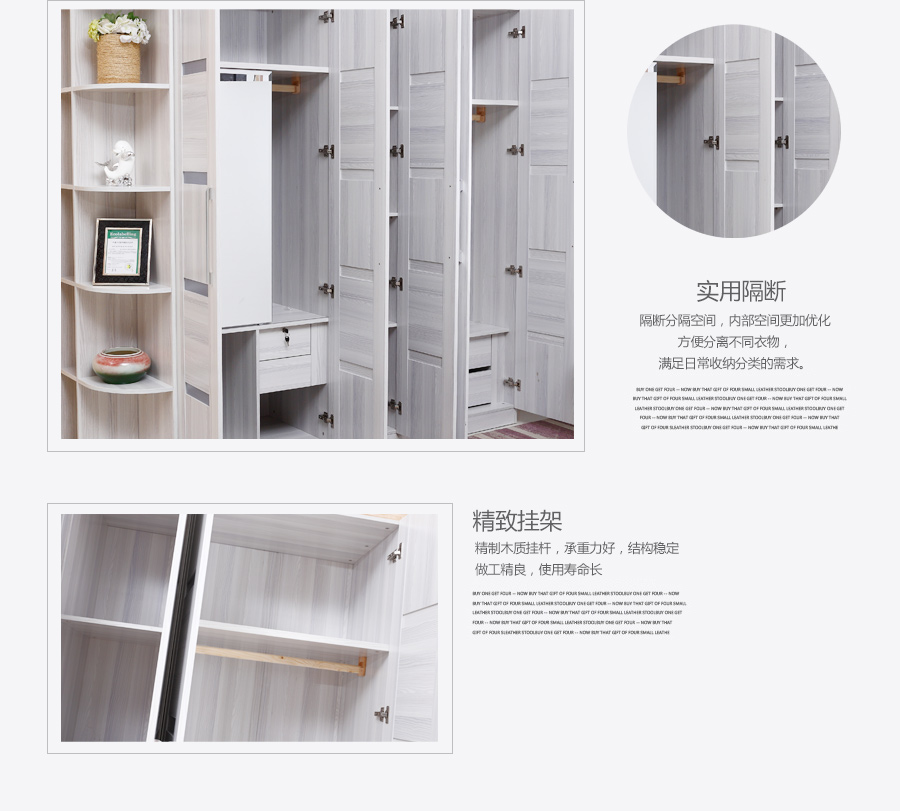 实用隔断
隔断分隔空间，内部空间更加优化
方便分离不同衣物，
满足日常收纳分类的需求。
BUY ONE GET FOUR -- NOW BUY THAT GIFT OF FOUR SMALL LEATHER STOOLBUY ONE GET FOUR -- NOW
BUY THAT GIFT OF FOUR SMALL LEATHER STOOLBUY ONE GET FOUR -- NOW BUY THAT GIFT OF FOUR SMALL
LEATHER STOOLBUY ONE GET FOUR -- NOW BUY THAT GIFT OF FOUR SMALL LEATHER STOOLBUY ONE GET
FOUR -- NOW BUY THAT GIFT OF FOUR SMALL LEATHER STOOLBUY ONE GET FOUR -- NOW BUY THAT
GIFT OF FOUR SLEATHER STOOLBUY ONE GET FOUR -- NOW BUY THAT GIFT OF FOUR SMALL LEATHE
精致挂架
精制木质挂杆，承重力好，结构稳定
做工精良，使用寿命长
BUY ONE GET FOUR -- NOW BUY THAT GIFT OF FOUR SMALL LEATHER STOOLBUY ONE GET FOUR -- NOW
BUY THAT GIFT OF FOUR SMALL LEATHER STOOLBUY ONE GET FOUR -- NOW BUY THAT GIFT OF FOUR SMALL
LEATHER STOOLBUY ONE GET FOUR -- NOW BUY THAT GIFT OF FOUR SMALL LEATHER STOOLBUY ONE GET
FOUR -- NOW BUY THAT GIFT OF FOUR SMALL LEATHER STOOLBUY ONE GET FOUR -- NOW BUY THAT
GIFT OF FOUR SLEATHER STOOLBUY ONE GET FOUR -- NOW BUY THAT GIFT OF FOUR SMALL LEATHE